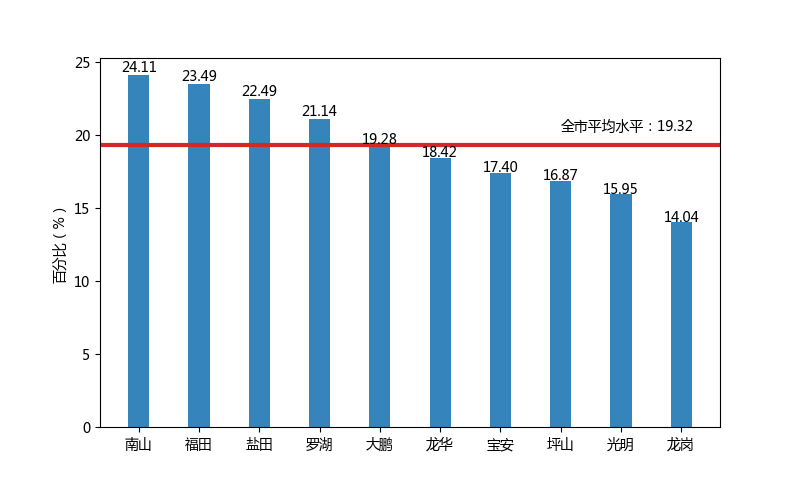 25
20
15
10
5
0
百分比（%）
24.11
23.49
22.49
21.14
19.28
18.42
17.40
16.87
15.95
14.04
全市平均水平：19.32
南山
福田
盐田
罗湖
大鹏
龙华
宝安
坪山
光明
龙岗